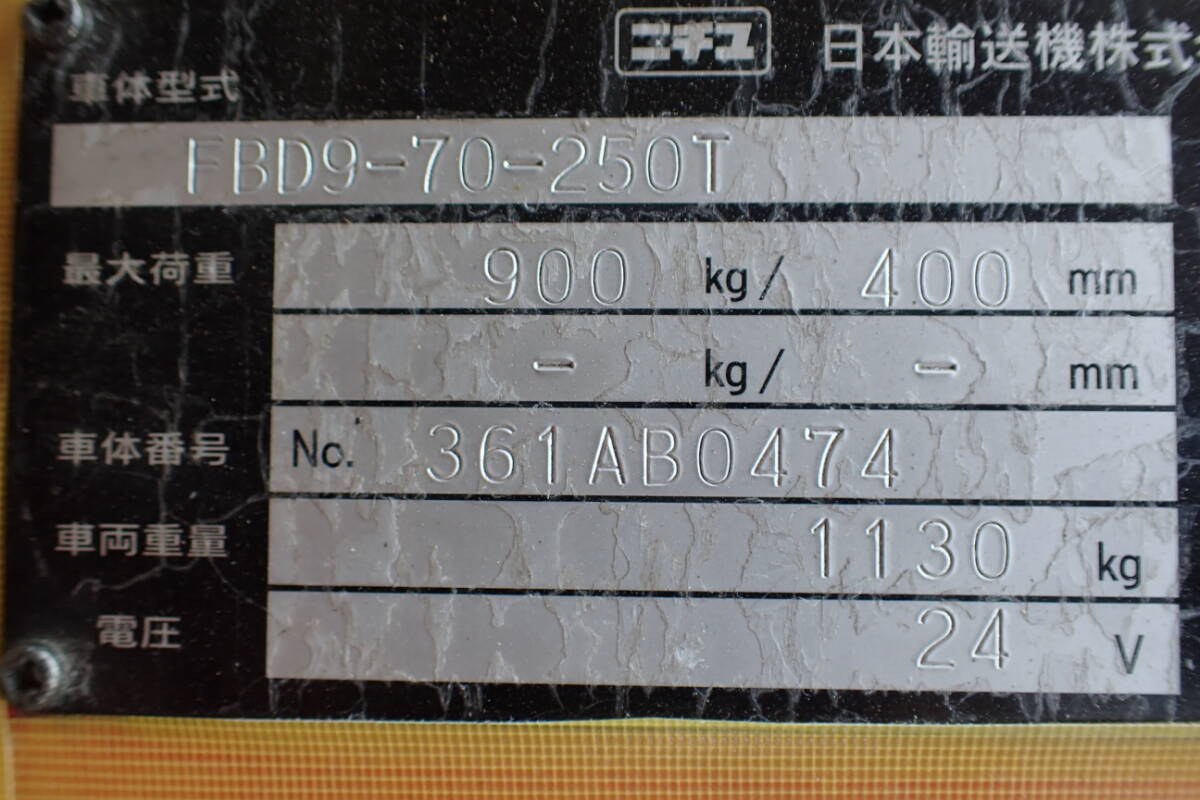 ニチユ 日本輸送機株式
車体型式
FBD9-70-250T
最大荷重 900 kg/ 400 mm
- kg/ - mm
車体番号 No. 361AB0474
車両重量 1130 kg
電圧 24 V